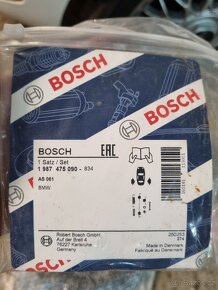 BOSCH
BOSCH
BOSCH
EAC
1 Satz / Set
1 987 475 090 - 834
AS 061
BMW
Robert Bosch GmbH
Auf der Breit 4
76227 Karlsruhe
Germany
Made in Denmark
Fabriqué au Danemark